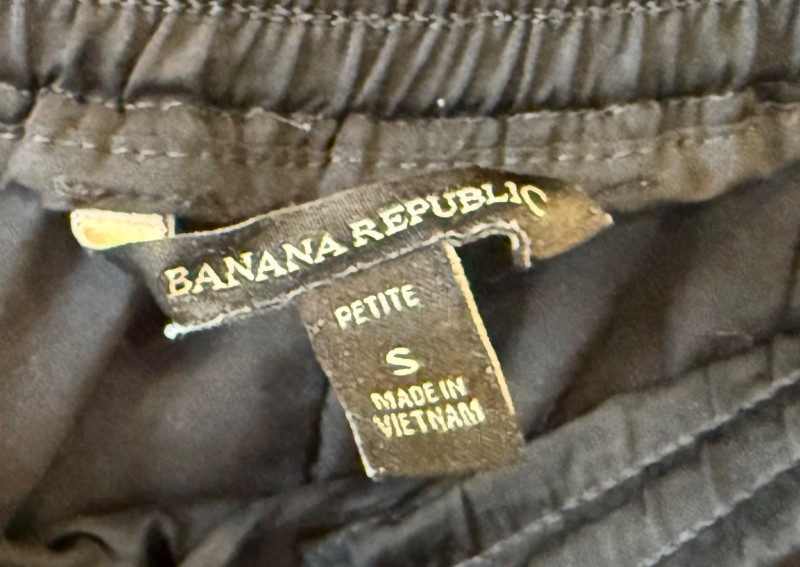 BANANA REPUBLIC
PETITE
S
MADE IN
VIETNAM